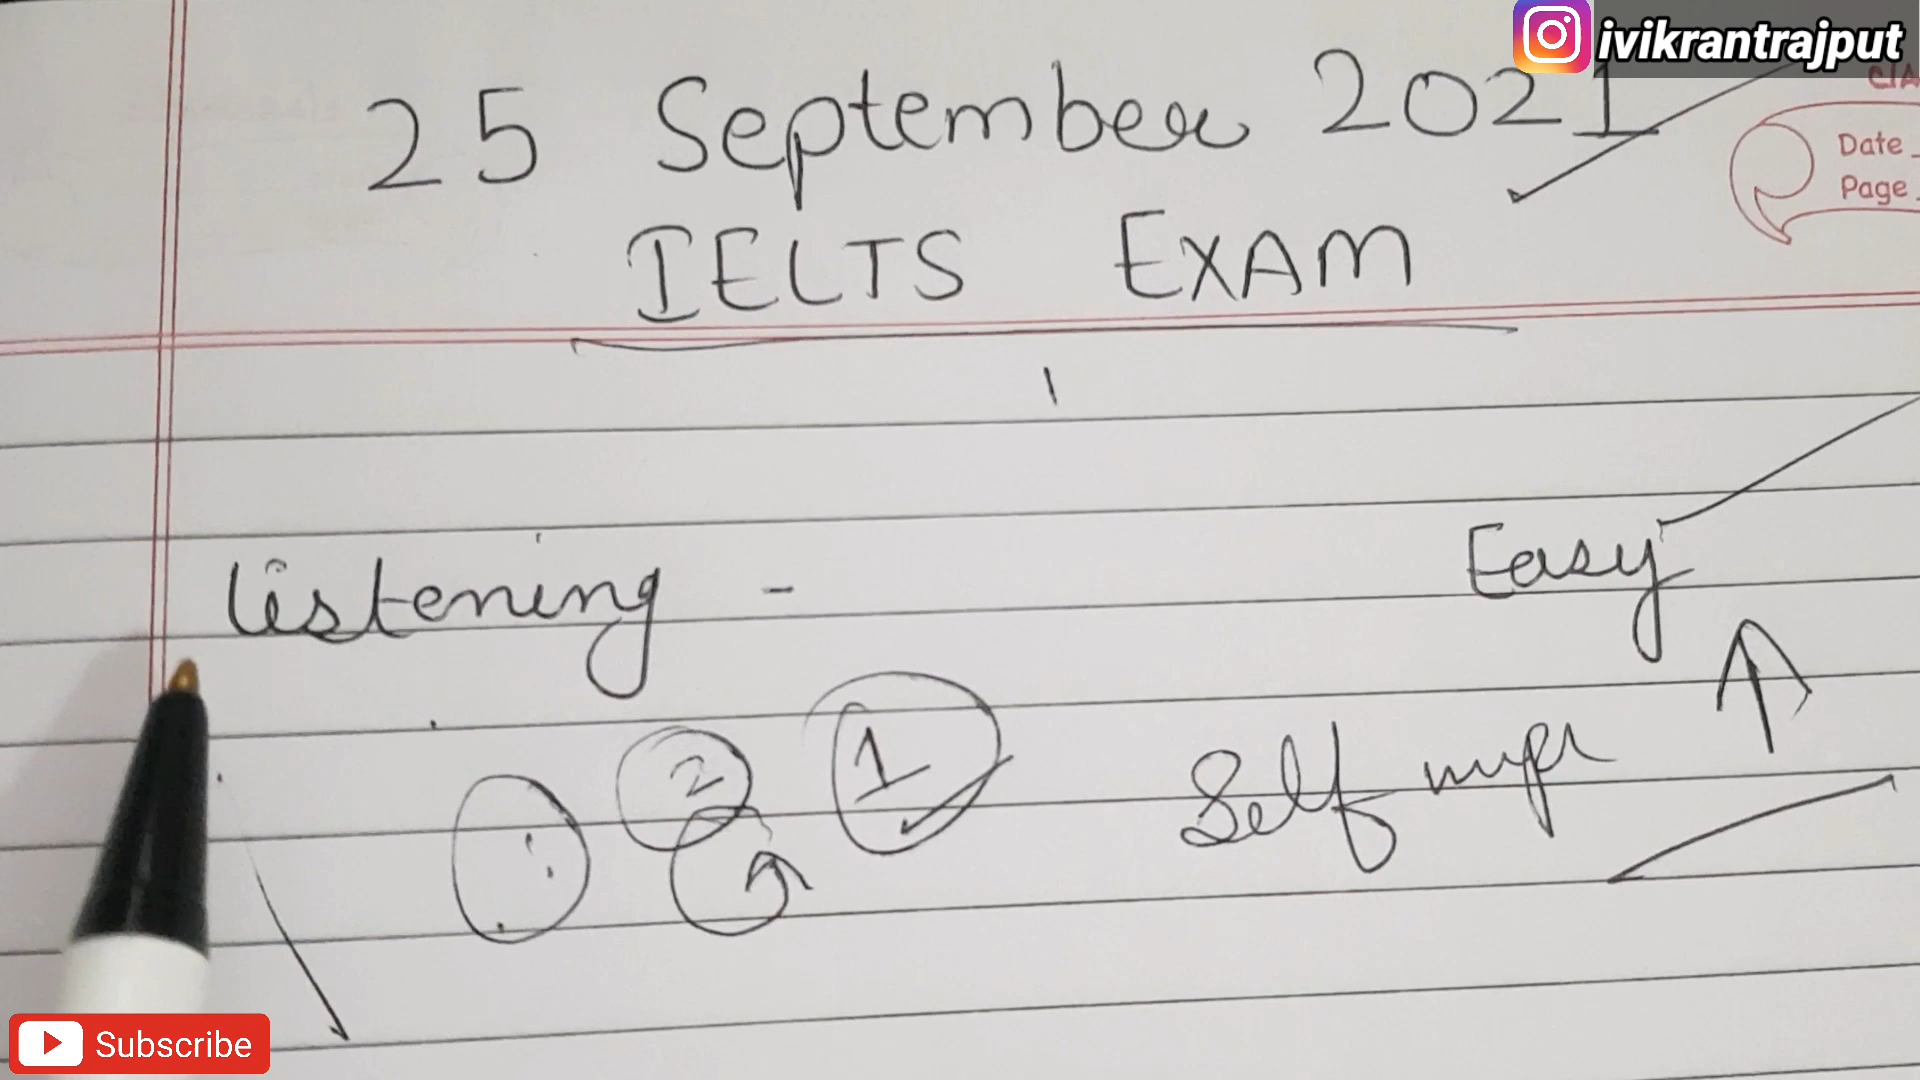 ivikrantrajput
25 September 2021
Date
Page
IELTS EXAM
Listening - Easy
2 1 Self
Subscribe